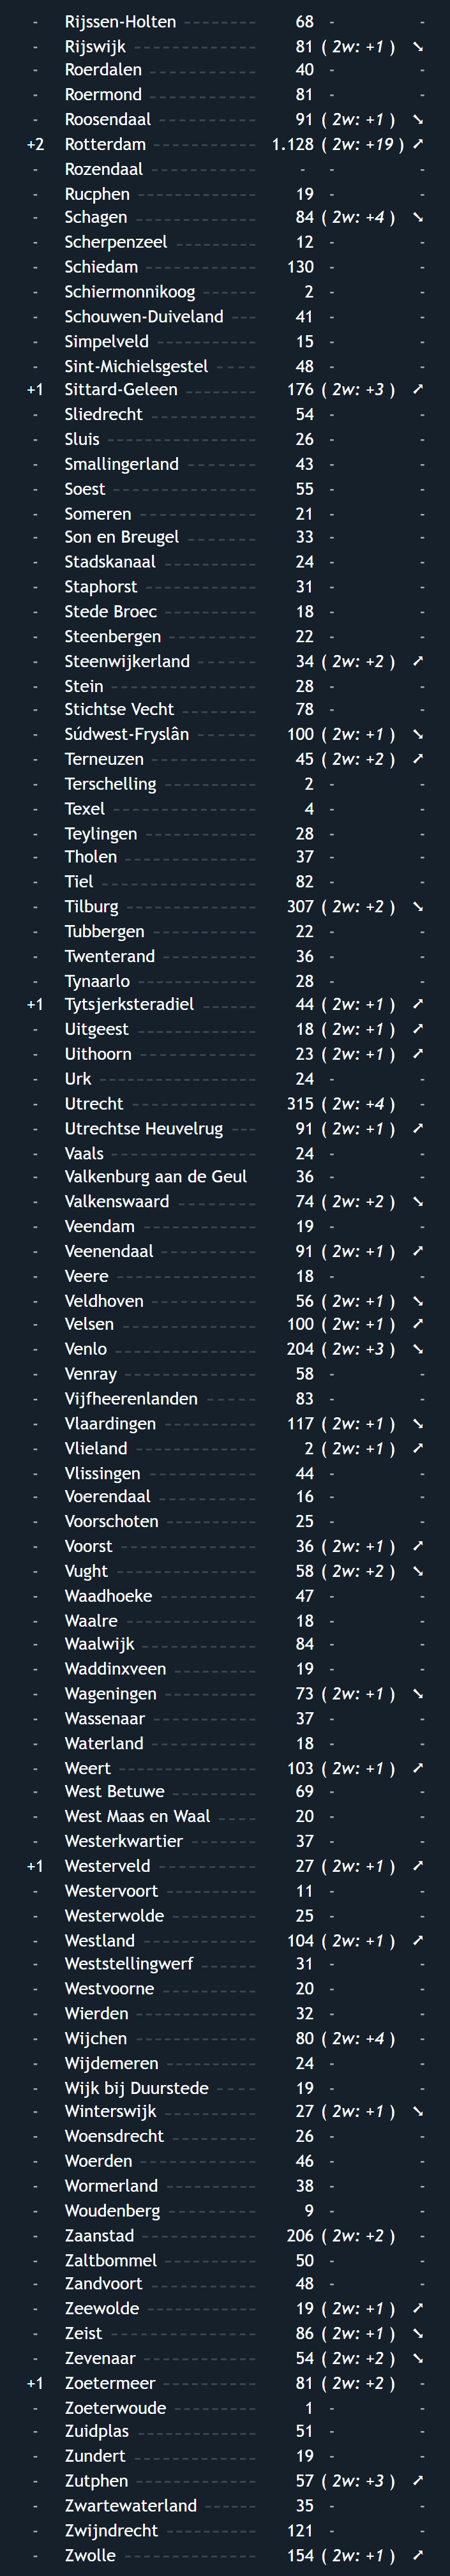 - Rijssen-Holten 68 - -
- Rijswijk 81 ( 2w: +1 ) ➘
- Roerdalen 40 - -
- Roermond 81 - -
- Roosendaal 91 ( 2w: +1 ) ➘
+2 Rotterdam 1.128 ( 2w: +19 ) ➚
- Rozendaal - - -
- Rucphen 19 - -
- Schagen 84 ( 2w: +4 ) ➘
- Scherpenzeel 12 - -
- Schiedam 130 - -
- Schiermonnikoog 2 - -
- Schouwen-Duiveland 41 - -
- Simpelveld 15 - -
- Sint-Michielsgestel 48 - -
+1 Sittard-Geleen 176 ( 2w: +3 ) ➚
- Sliedrecht 54 - -
- Sluis 26 - -
- Smallingerland 43 - -
- Soest 55 - -
- Someren 21 - -
- Son en Breugel 33 - -
- Stadskanaal 24 - -
- Staphorst 31 - -
- Stede Broec 18 - -
- Steenbergen 22 - -
- Steenwijkerland 34 ( 2w: +2 ) ➚
- Stein 28 - -
- Stichtse Vecht 78 - -
- Súdwest-Fryslân 100 ( 2w: +1 ) ➘
- Terneuzen 45 ( 2w: +2 ) ➚
- Terschelling 2 - -
- Texel 4 - -
- Teylingen 28 - -
- Tholen 37 - -
- Tiel 82 - -
- Tilburg 307 ( 2w: +2 ) ➘
- Tubbergen 22 - -
- Twenterand 36 - -
- Tynaarlo 28 - -
+1 Tytsjerksteradiel 44 ( 2w: +1 ) ➚
- Uitgeest 18 ( 2w: +1 ) ➚
- Uithoorn 23 ( 2w: +1 ) ➚
- Urk 24 - -
- Utrecht 315 ( 2w: +4 ) -
- Utrechtse Heuvelrug 91 ( 2w: +1 ) ➚
- Vaals 24 - -
- Valkenburg aan de Geul 36 - -
- Valkenswaard 74 ( 2w: +2 ) ➘
- Veendam 19 - -
- Veenendaal 91 ( 2w: +1 ) ➚
- Veere 18 - -
- Veldhoven 56 ( 2w: +1 ) ➘
- Velsen 100 ( 2w: +1 ) ➚
- Venlo 204 ( 2w: +3 ) ➘
- Venray 58 - -
- Vijfheerenlanden 83 - -
- Vlaardingen 117 ( 2w: +1 ) ➘
- Vlieland 2 ( 2w: +1 ) ➚
- Vlissingen 44 - -
- Voerendaal 16 - -
- Voorschoten 25 - -
- Voorst 36 ( 2w: +1 ) ➚
- Vught 58 ( 2w: +2 ) ➘
- Waadhoeke 47 - -
- Waalre 18 - -
- Waalwijk 84 - -
- Waddinxveen 19 - -
- Wageningen 73 ( 2w: +1 ) ➘
- Wassenaar 37 - -
- Waterland 18 - -
- Weert 103 ( 2w: +1 ) ➚
- West Betuwe 69 - -
- West Maas en Waal 20 - -
- Westerkwartier 37 - -
+1 Westerveld 27 ( 2w: +1 ) ➚
- Westervoort 11 - -
- Westerwolde 25 - -
- Westland 104 ( 2w: +1 ) ➚
- Weststellingwerf 31 - -
- Westvoorne 20 - -
- Wierden 32 - -
- Wijchen 80 ( 2w: +4 ) -
- Wijdemeren 24 - -
- Wijk bij Duurstede 19 - -
- Winterswijk 27 ( 2w: +1 ) ➘
- Woensdrecht 26 - -
- Woerden 46 - -
- Wormerland 38 - -
- Woudenberg 9 - -
- Zaanstad 206 ( 2w: +2 ) -
- Zaltbommel 50 - -
- Zandvoort 48 - -
- Zeewolde 19 ( 2w: +1 ) ➚
- Zeist 86 ( 2w: +1 ) ➘
- Zevenaar 54 ( 2w: +2 ) ➘
+1 Zoetermeer 81 ( 2w: +2 ) -
- Zoeterwoude 1 - -
- Zuidplas 51 - -
- Zundert 19 - -
- Zutphen 57 ( 2w: +3 ) ➚
- Zwartewaterland 35 - -
- Zwijndrecht 121 - -
- Zwolle 154 ( 2w: +1 ) ➚